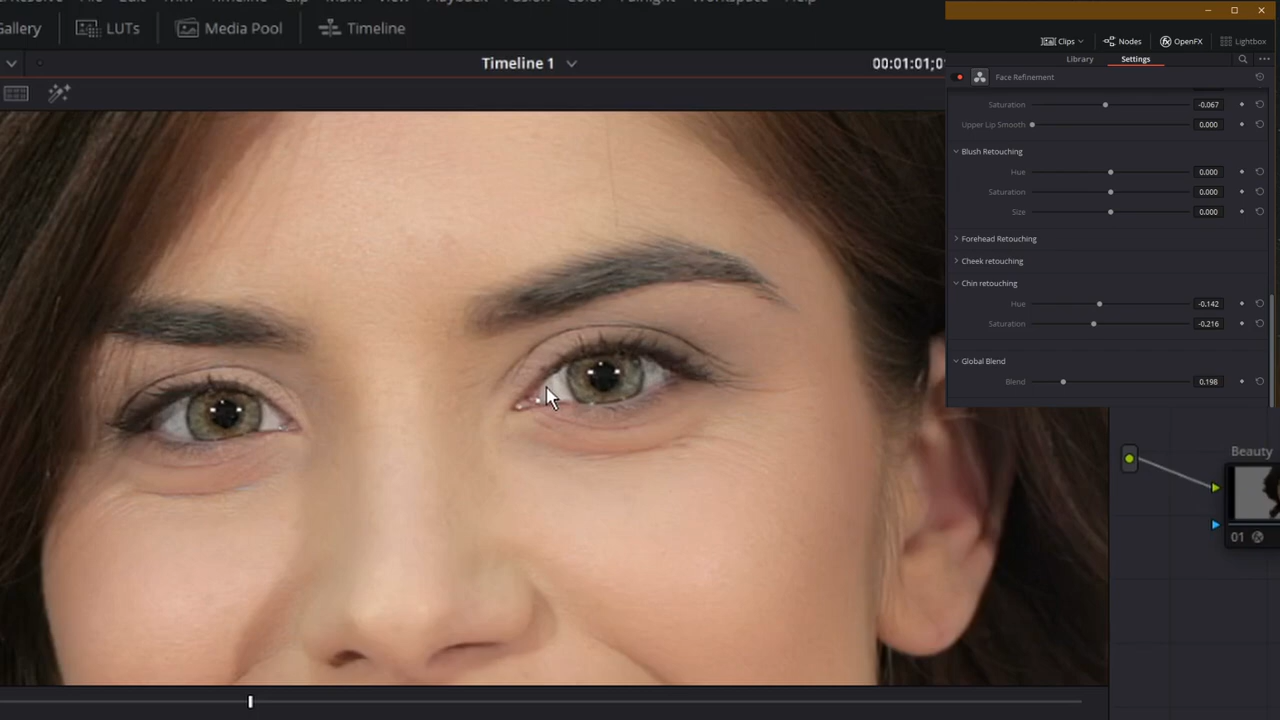 Gallery LUTs Media Pool Timeline
Clips Nodes OpenFX Lightbox
Timeline 1 00:01:01;0
Library Settings
Face Refinement
Saturation -0.067
Upper Lip Smooth 0.000
Blush Retouching
Hue 0.000
Saturation 0.000
Size 0.000
Forehead Retouching
Cheek retouching
Chin retouching
Hue -0.142
Saturation -0.216
Global Blend
Blend 0.198
Beauty
01